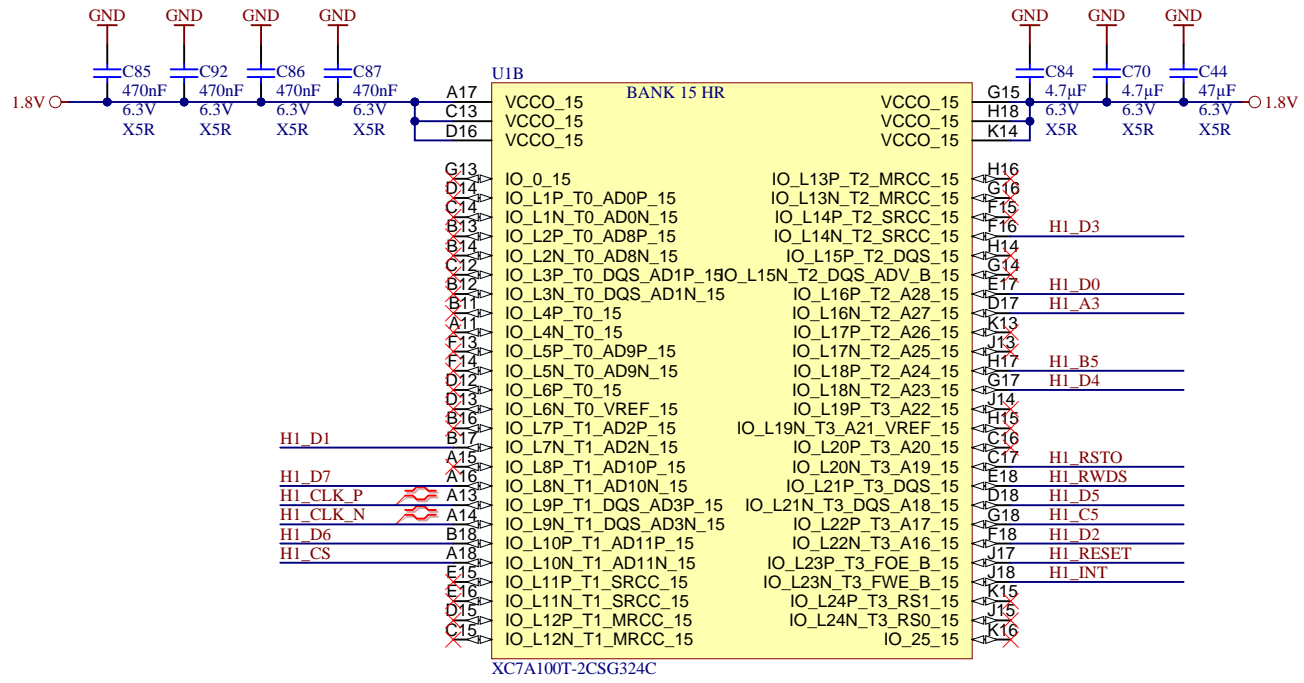 GND GND GND GND GND GND GND
C85 C92 C86 C87 C84 C70 C44
470nF 470nF 470nF 470nF 4.7µF 4.7µF 47µF
1.8V 6.3V 6.3V 6.3V 6.3V 6.3V 6.3V 6.3V 1.8V
X5R X5R X5R X5R X5R X5R X5R
U1B
BANK 15 HR
A17 VCCO_15 VCCO_15 G15
C13 VCCO_15 VCCO_15 H18
D16 VCCO_15 VCCO_15 K14
G13 IO_0_15 IO_L13P_T2_MRCC_15 H16
D14 IO_L1P_T0_AD0P_15 IO_L13N_T2_MRCC_15 G16
C14 IO_L1N_T0_AD0N_15 IO_L14P_T2_SRCC_15 F15
B13 IO_L2P_T0_AD8P_15 IO_L14N_T2_SRCC_15 F16 H1_D3
B14 IO_L2N_T0_AD8N_15 IO_L15P_T2_DQS_15 H14
C12 IO_L3P_T0_DQS_AD1P_15 IO_L15N_T2_DQS_ADV_B_15 G14
B12 IO_L3N_T0_DQS_AD1N_15 IO_L16P_T2_A28_15 E17 H1_D0
B11 IO_L4P_T0_15 IO_L16N_T2_A27_15 D17 H1_A3
A11 IO_L4N_T0_15 IO_L17P_T2_A26_15 K13
F13 IO_L5P_T0_AD9P_15 IO_L17N_T2_A25_15 J13
F14 IO_L5N_T0_AD9N_15 IO_L18P_T2_A24_15 H17 H1_B5
D12 IO_L6P_T0_15 IO_L18N_T2_A23_15 G17 H1_D4
D13 IO_L6N_T0_VREF_15 IO_L19P_T3_A22_15 J14
B16 IO_L7P_T1_AD2P_15 IO_L19N_T3_A21_VREF_15 H15
H1_D1 B17 IO_L7N_T1_AD2N_15 IO_L20P_T3_A20_15 C16
A15 IO_L8P_T1_AD10P_15 IO_L20N_T3_A19_15 C17 H1_RSTO
H1_D7 A16 IO_L8N_T1_AD10N_15 IO_L21P_T3_DQS_15 E18 H1_RWDS
H1_CLK_P A13 IO_L9P_T1_DQS_AD3P_15 IO_L21N_T3_DQS_A18_15 D18 H1_D5
H1_CLK_N A14 IO_L9N_T1_DQS_AD3N_15 IO_L22P_T3_A17_15 G18 H1_C5
H1_D6 B18 IO_L10P_T1_AD11P_15 IO_L22N_T3_A16_15 F18 H1_D2
H1_CS A18 IO_L10N_T1_AD11N_15 IO_L23P_T3_FOE_B_15 J17 H1_RESET
E15 IO_L11P_T1_SRCC_15 IO_L23N_T3_FWE_B_15 J18 H1_INT
E16 IO_L11N_T1_SRCC_15 IO_L24P_T3_RS1_15 K15
D15 IO_L12P_T1_MRCC_15 IO_L24N_T3_RS0_15 J15
C15 IO_L12N_T1_MRCC_15 IO_25_15 K16
XC7A100T-2CSG324C